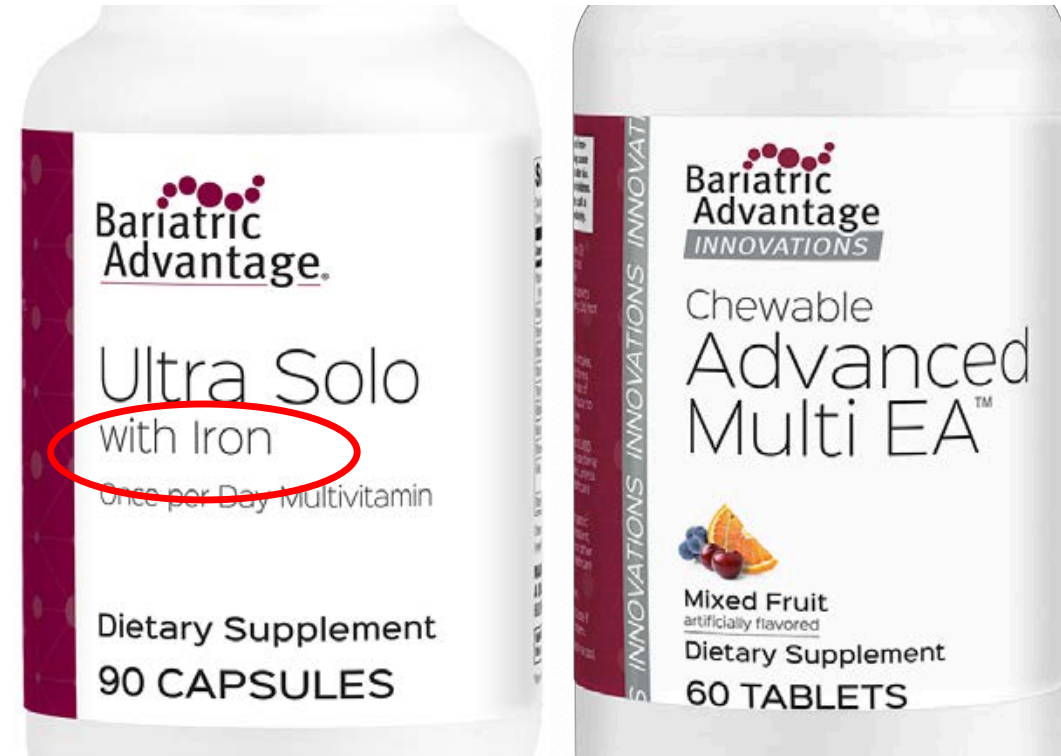 Bariatric
Advantage®
Ultra Solo
with Iron
Once per Day Multivitamin
Dietary Supplement
90 CAPSULES
INNOVATIONS INNOVATIONS INNOVATIONS
Bariatric
Advantage
INNOVATIONS
Chewable
Advanced
Multi EA™
Mixed Fruit
artificially flavored
Dietary Supplement
60 TABLETS